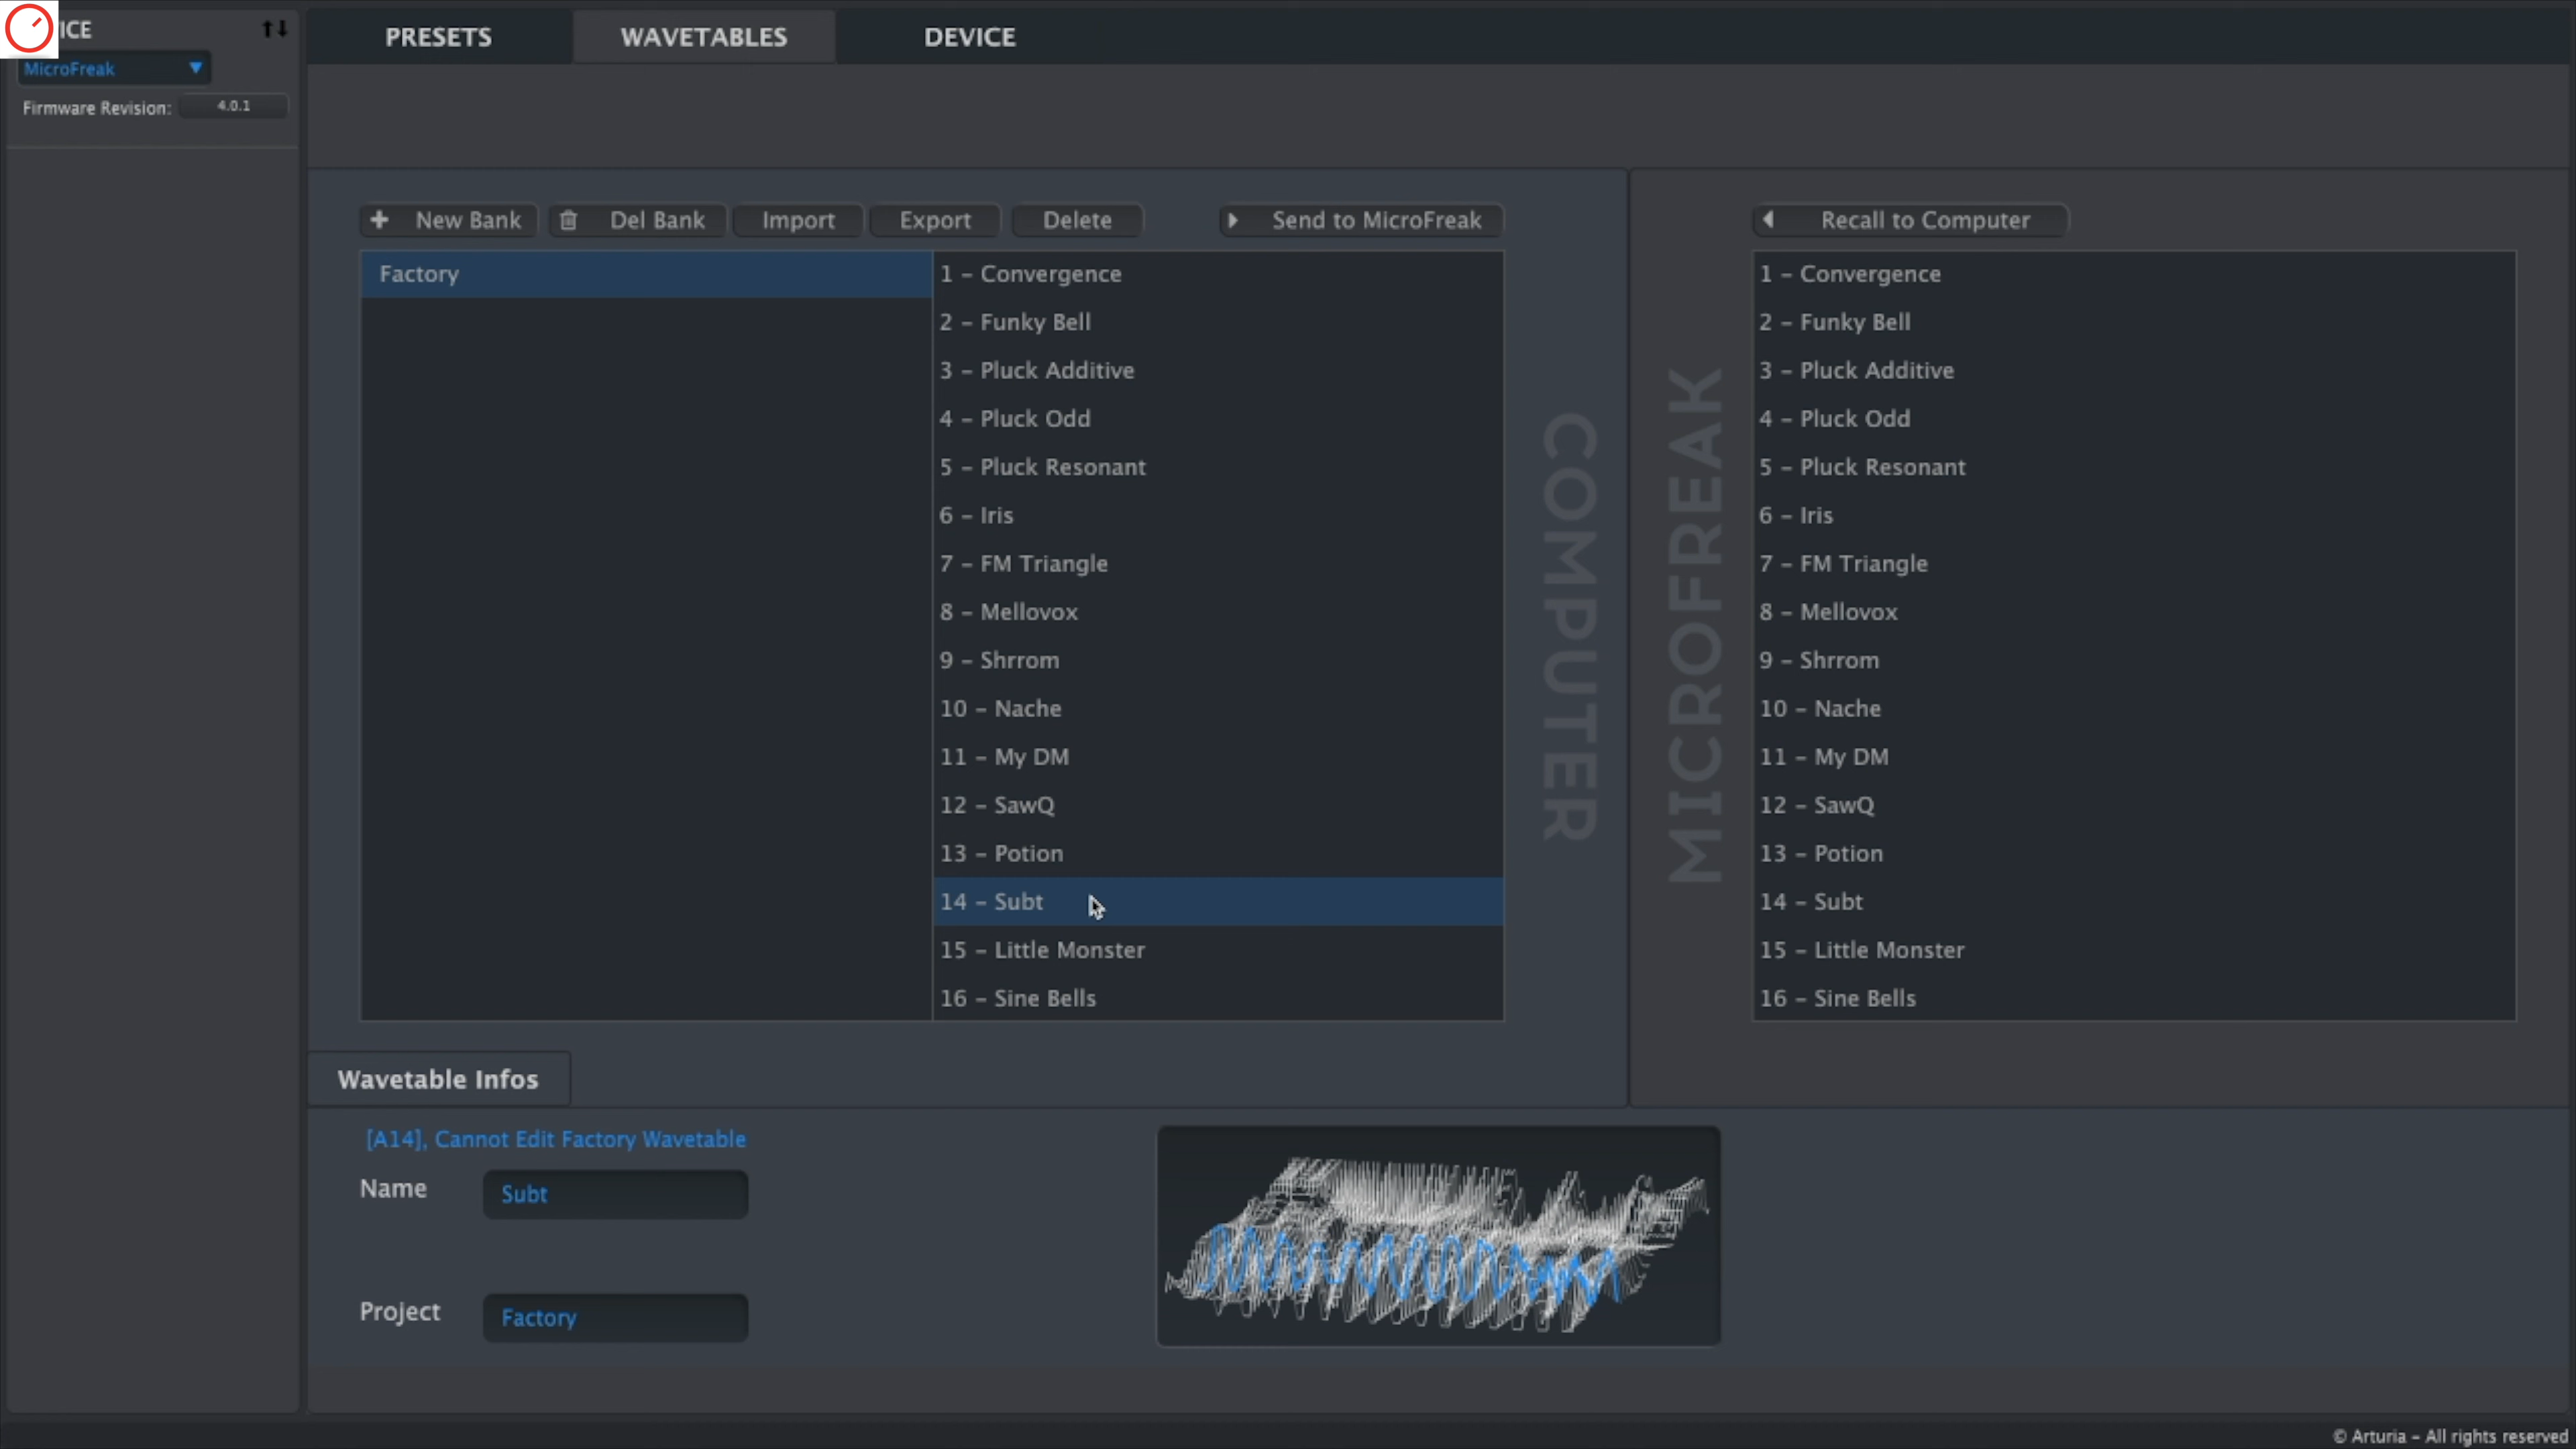 ICE
MicroFreak
Firmware Revision: 4.0.1
PRESETS WAVETABLES DEVICE
New Bank Del Bank Import Export Delete Send to MicroFreak
Factory
1 – Convergence
2 – Funky Bell
3 – Pluck Additive
4 – Pluck Odd
5 – Pluck Resonant
6 – Iris
7 – FM Triangle
8 – Mellovox
9 – Shrrom
10 – Nache
11 – My DM
12 – SawQ
13 – Potion
14 – Subt
15 – Little Monster
16 – Sine Bells
COMPUTER
MICROFREAK
Recall to Computer
1 – Convergence
2 – Funky Bell
3 – Pluck Additive
4 – Pluck Odd
5 – Pluck Resonant
6 – Iris
7 – FM Triangle
8 – Mellovox
9 – Shrrom
10 – Nache
11 – My DM
12 – SawQ
13 – Potion
14 – Subt
15 – Little Monster
16 – Sine Bells
Wavetable Infos
[A14], Cannot Edit Factory Wavetable
Name Subt
Project Factory
© Arturia – All rights reserved